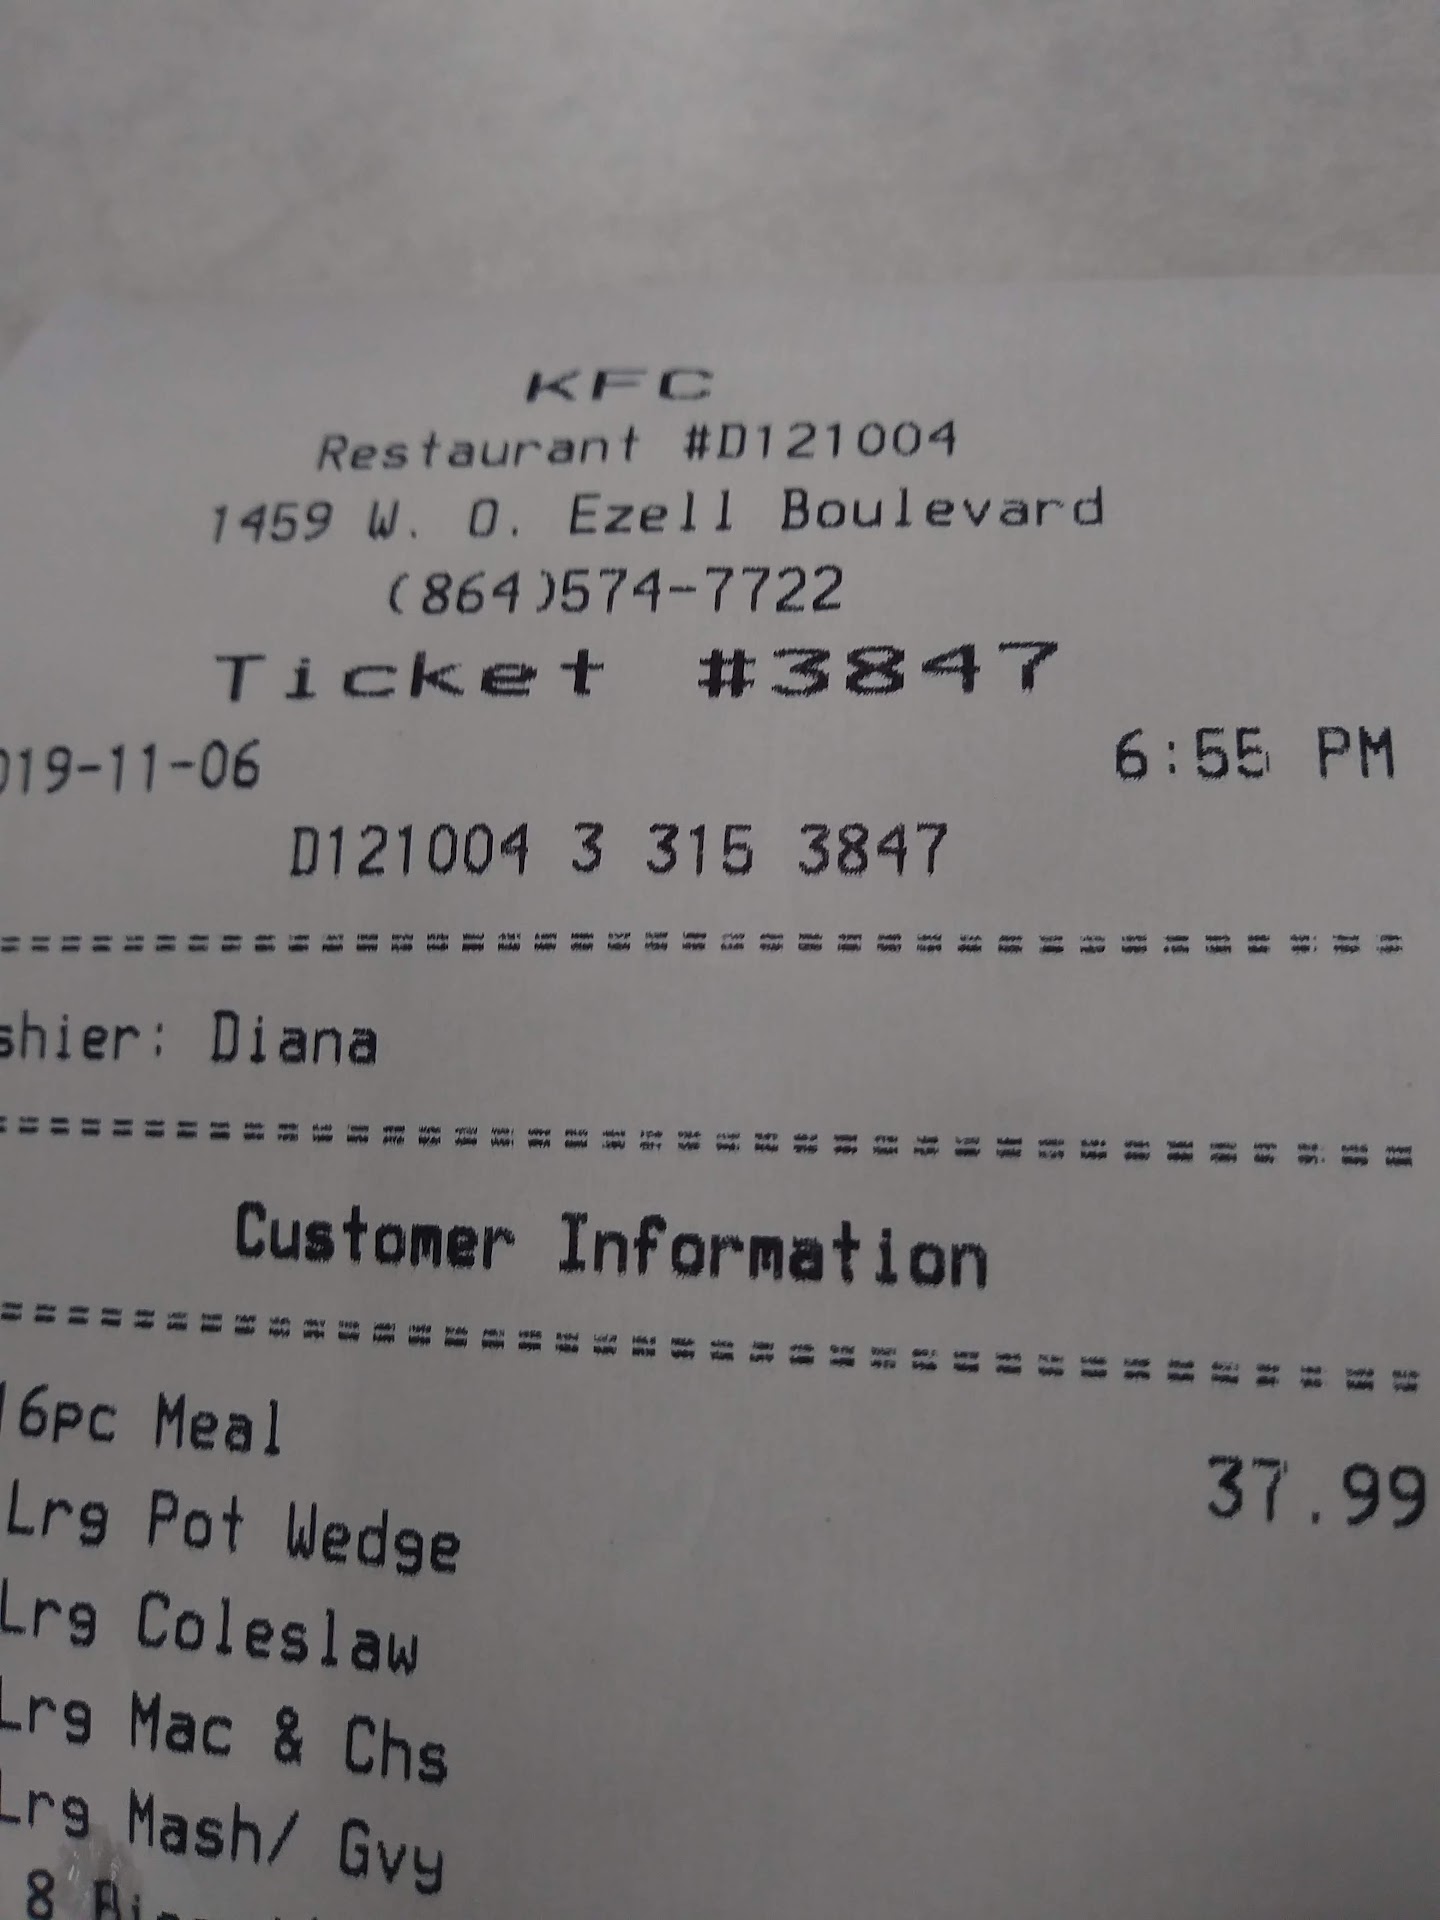 KFC
Restaurant #D121004
1459 W. O. Ezell Boulevard
(864)574-7722
Ticket #3847
019-11-06 6:55 PM
D121004 3 315 3847
shier: Diana
Customer Information
16pc Meal 37.99
Lrg Pot Wedge
Lrg Coleslaw
Lrg Mac & Chs
Lrg Mash/ Gvy
8